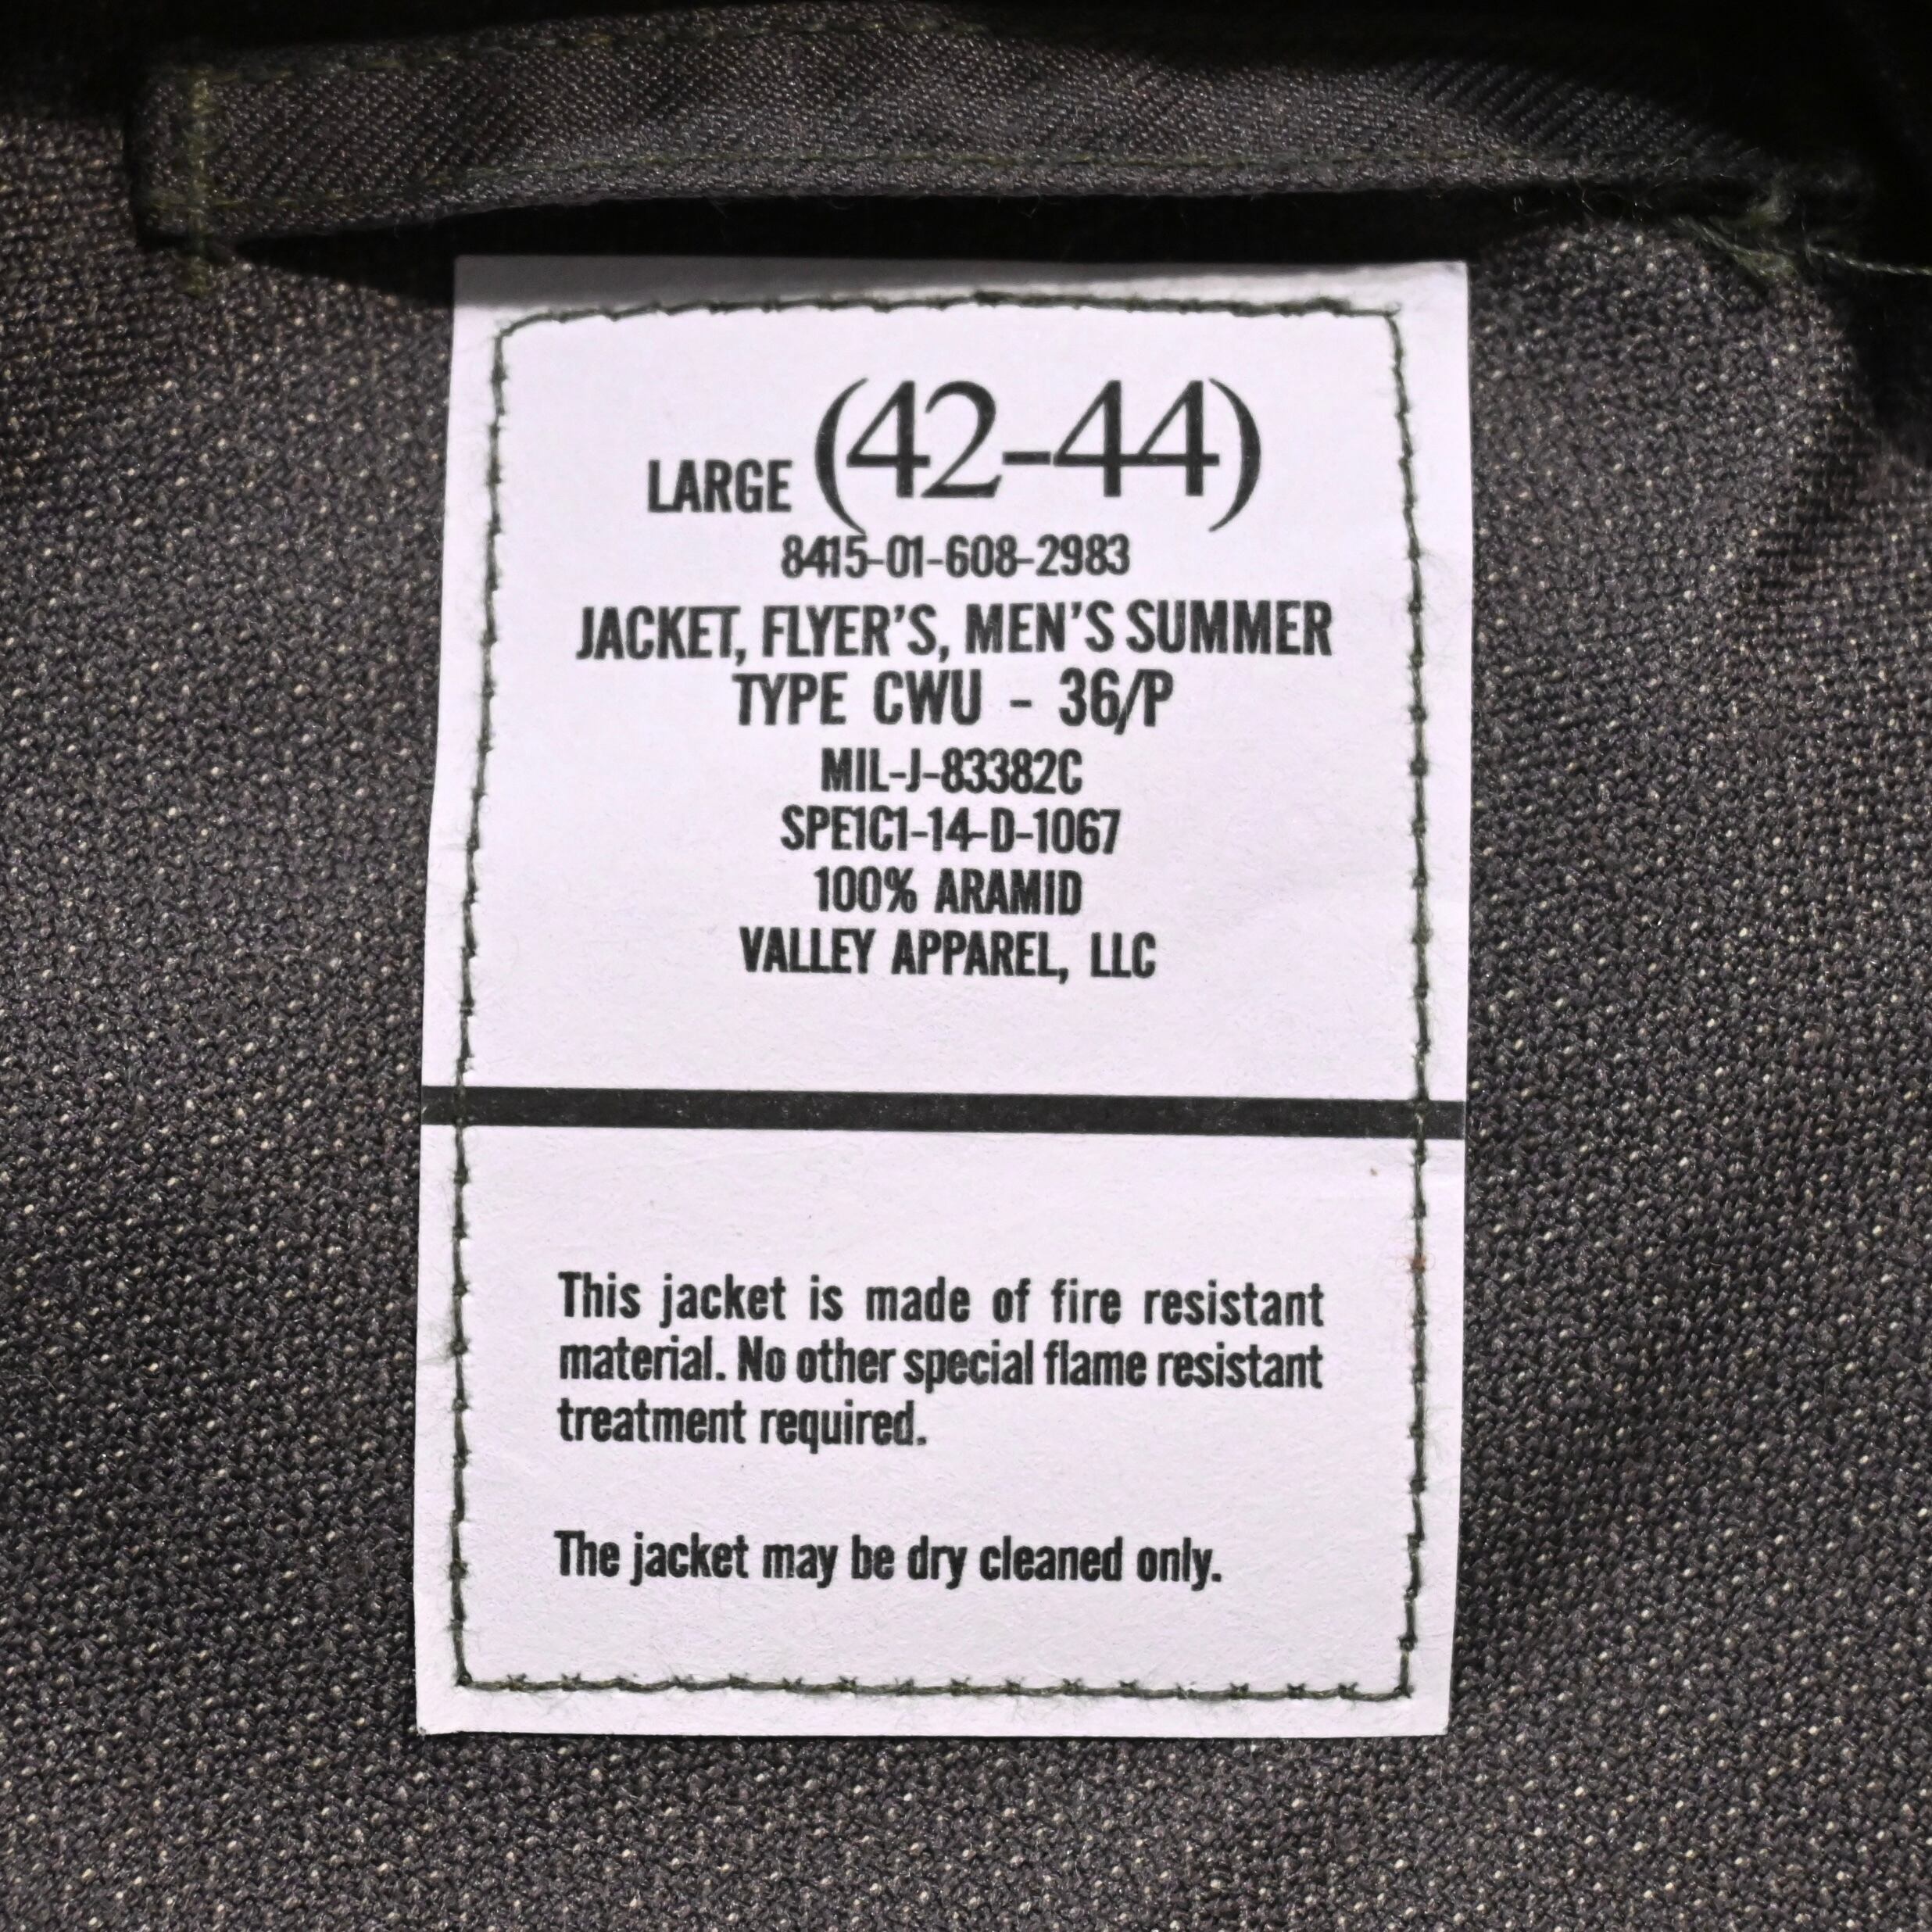 LARGE (42-44)
8415-01-608-2983
JACKET, FLYER'S, MEN'S SUMMER
TYPE CWU - 36/P
MIL-J-83382C
SPE1C1-14-D-1067
100% ARAMID
VALLEY APPAREL, LLC
This jacket is made of fire resistant
material. No other special flame resistant
treatment required.
The jacket may be dry cleaned only.